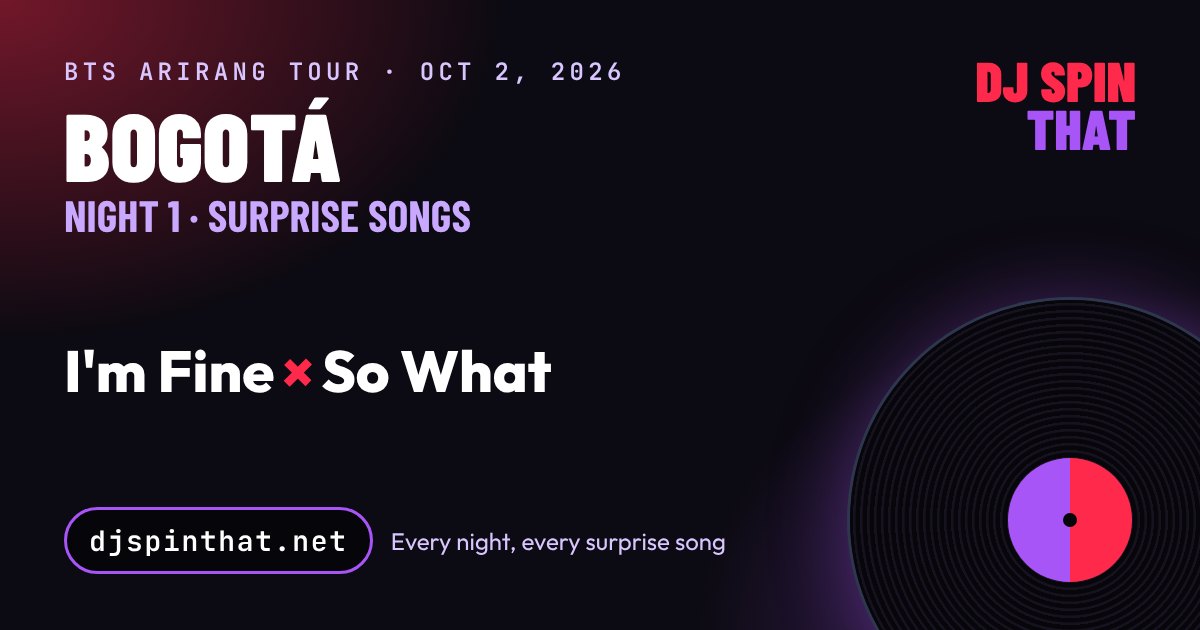 BTS ARIRANG TOUR · OCT 2, 2026
BOGOTÁ
NIGHT 1 · SURPRISE SONGS
DJ SPIN
THAT
I'm Fine × So What
djspinthat.net
Every night, every surprise song